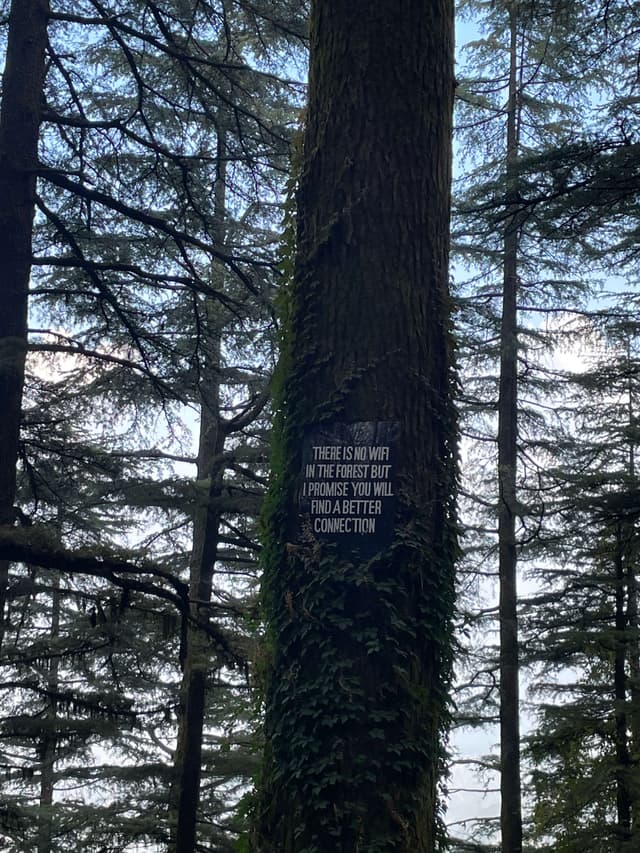 THERE IS NO WIFI
IN THE FOREST BUT
I PROMISE YOU WILL
FIND A BETTER
CONNECTION